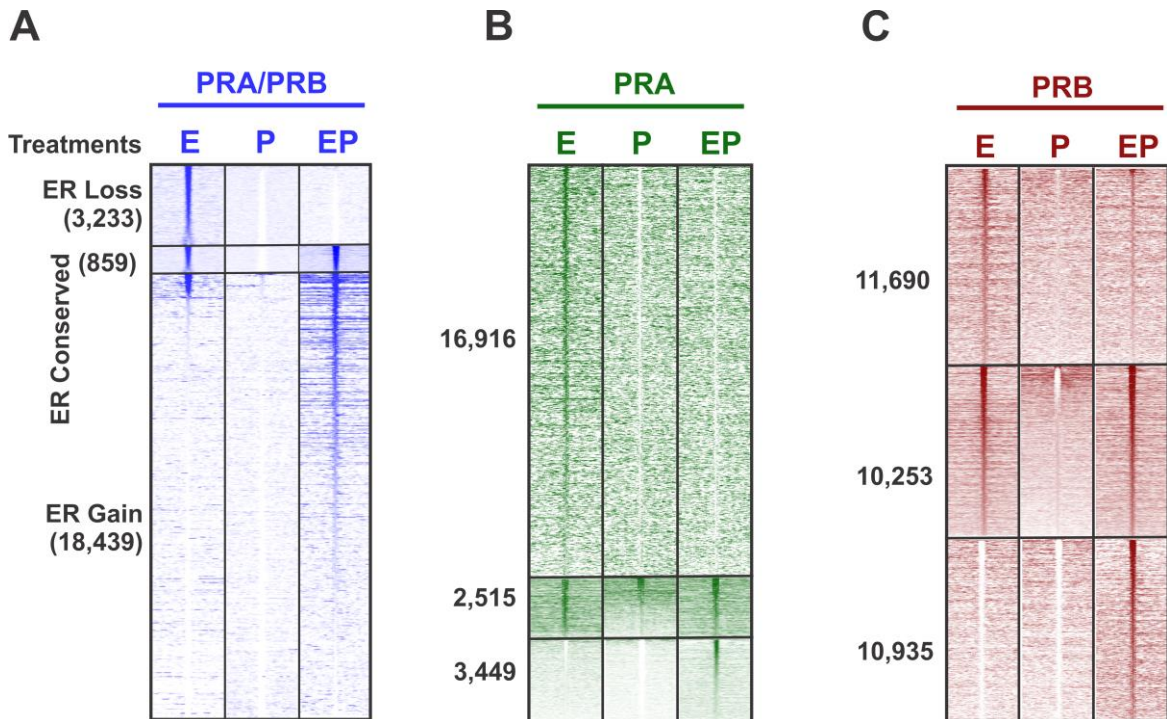 A
B
C
PRA/PRB
PRA
PRB
Treatments
E P EP
E P EP
E P EP
ER Loss
(3,233)
(859)
ER Conserved
ER Gain
(18,439)
16,916
2,515
3,449
11,690
10,253
10,935